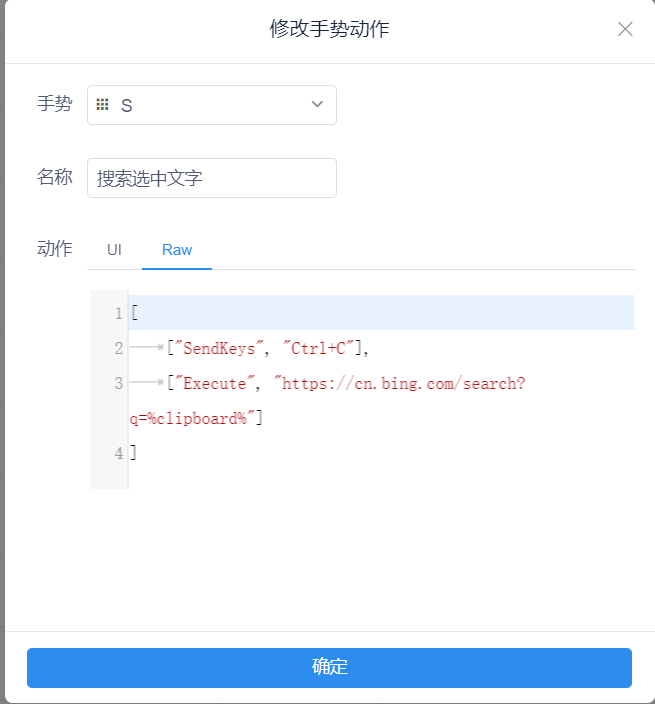 修改手势动作
手势 S
名称 搜索选中文字
动作 UI Raw
1 [
2 ["SendKeys", "Ctrl+C"],
3 ["Execute", "https://cn.bing.com/search?
q=%clipboard%"]
4 ]
确定